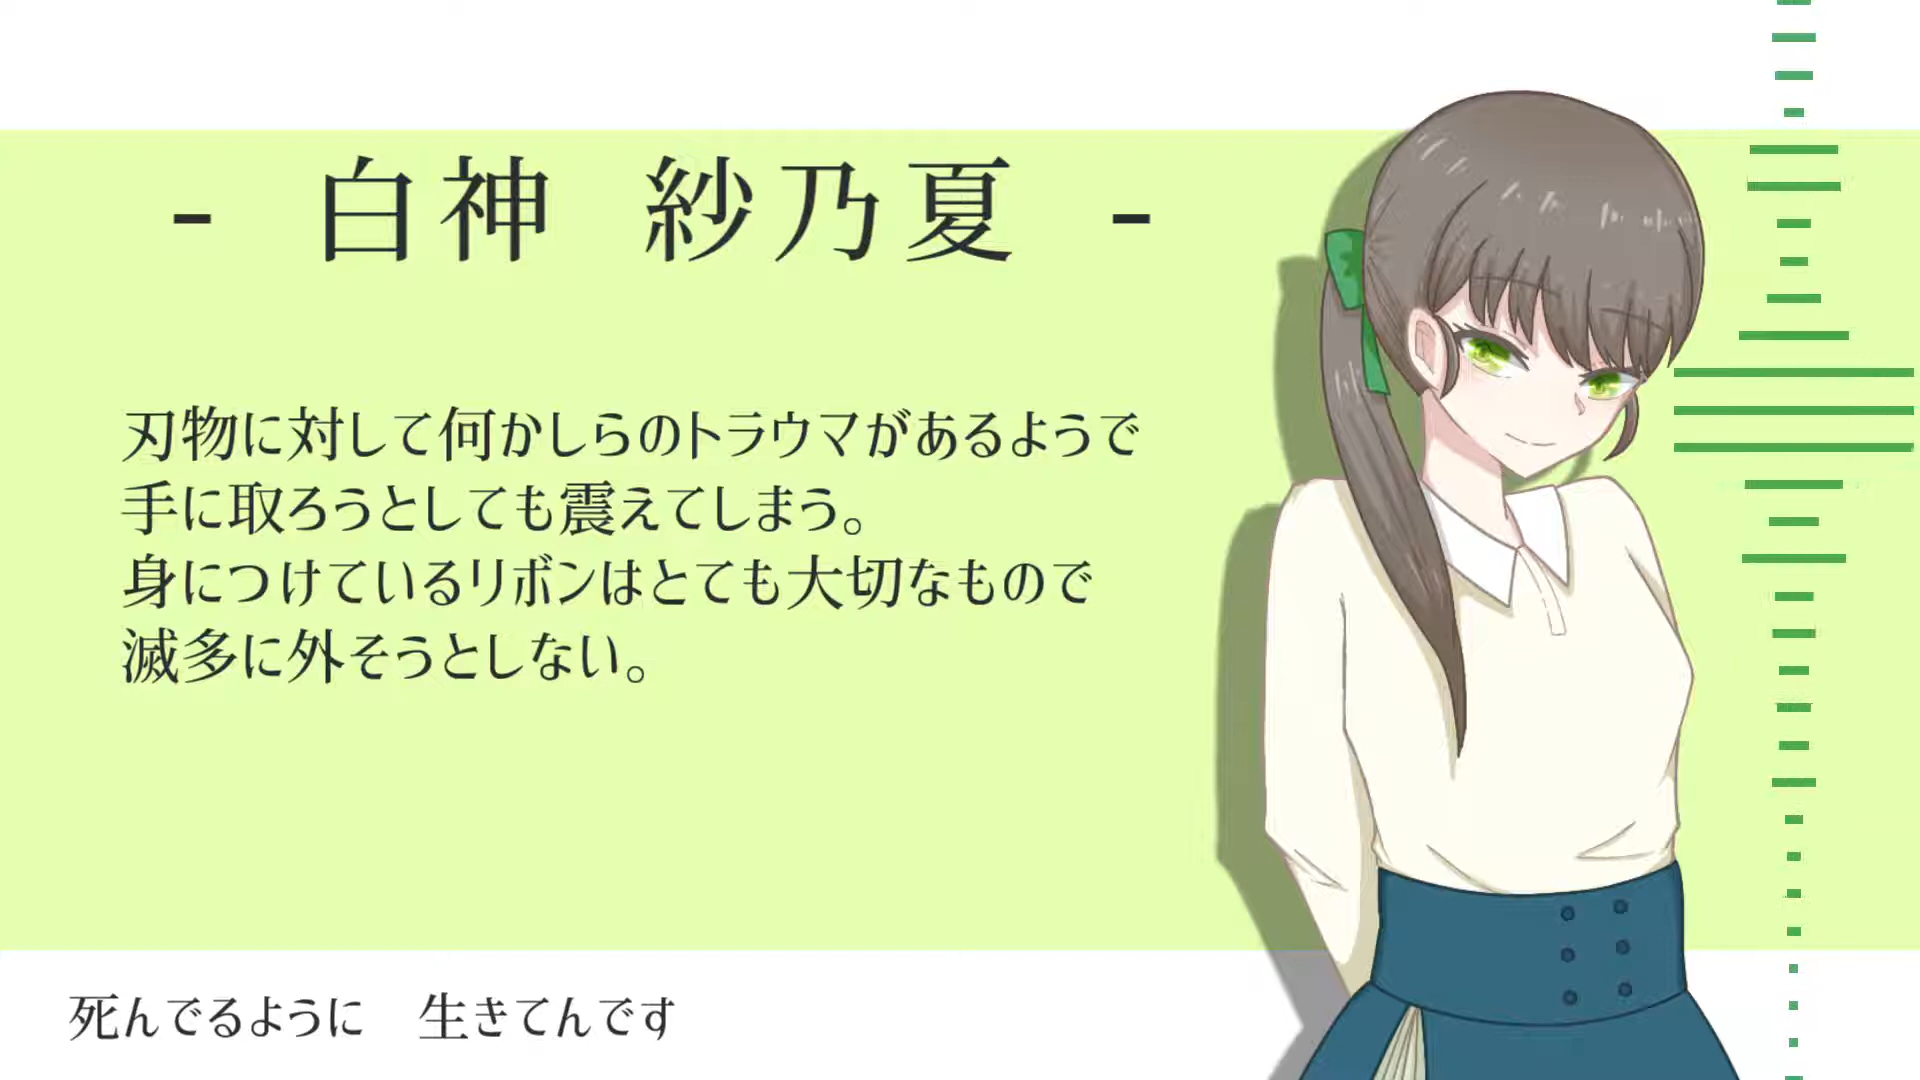 - 白神 紗乃夏 -
刃物に対して何かしらのトラウマがあるようで
手に取ろうとしても震えてしまう。
身につけているリボンはとても大切なもので
滅多に外そうとしない。
死んでるように　生きてんです